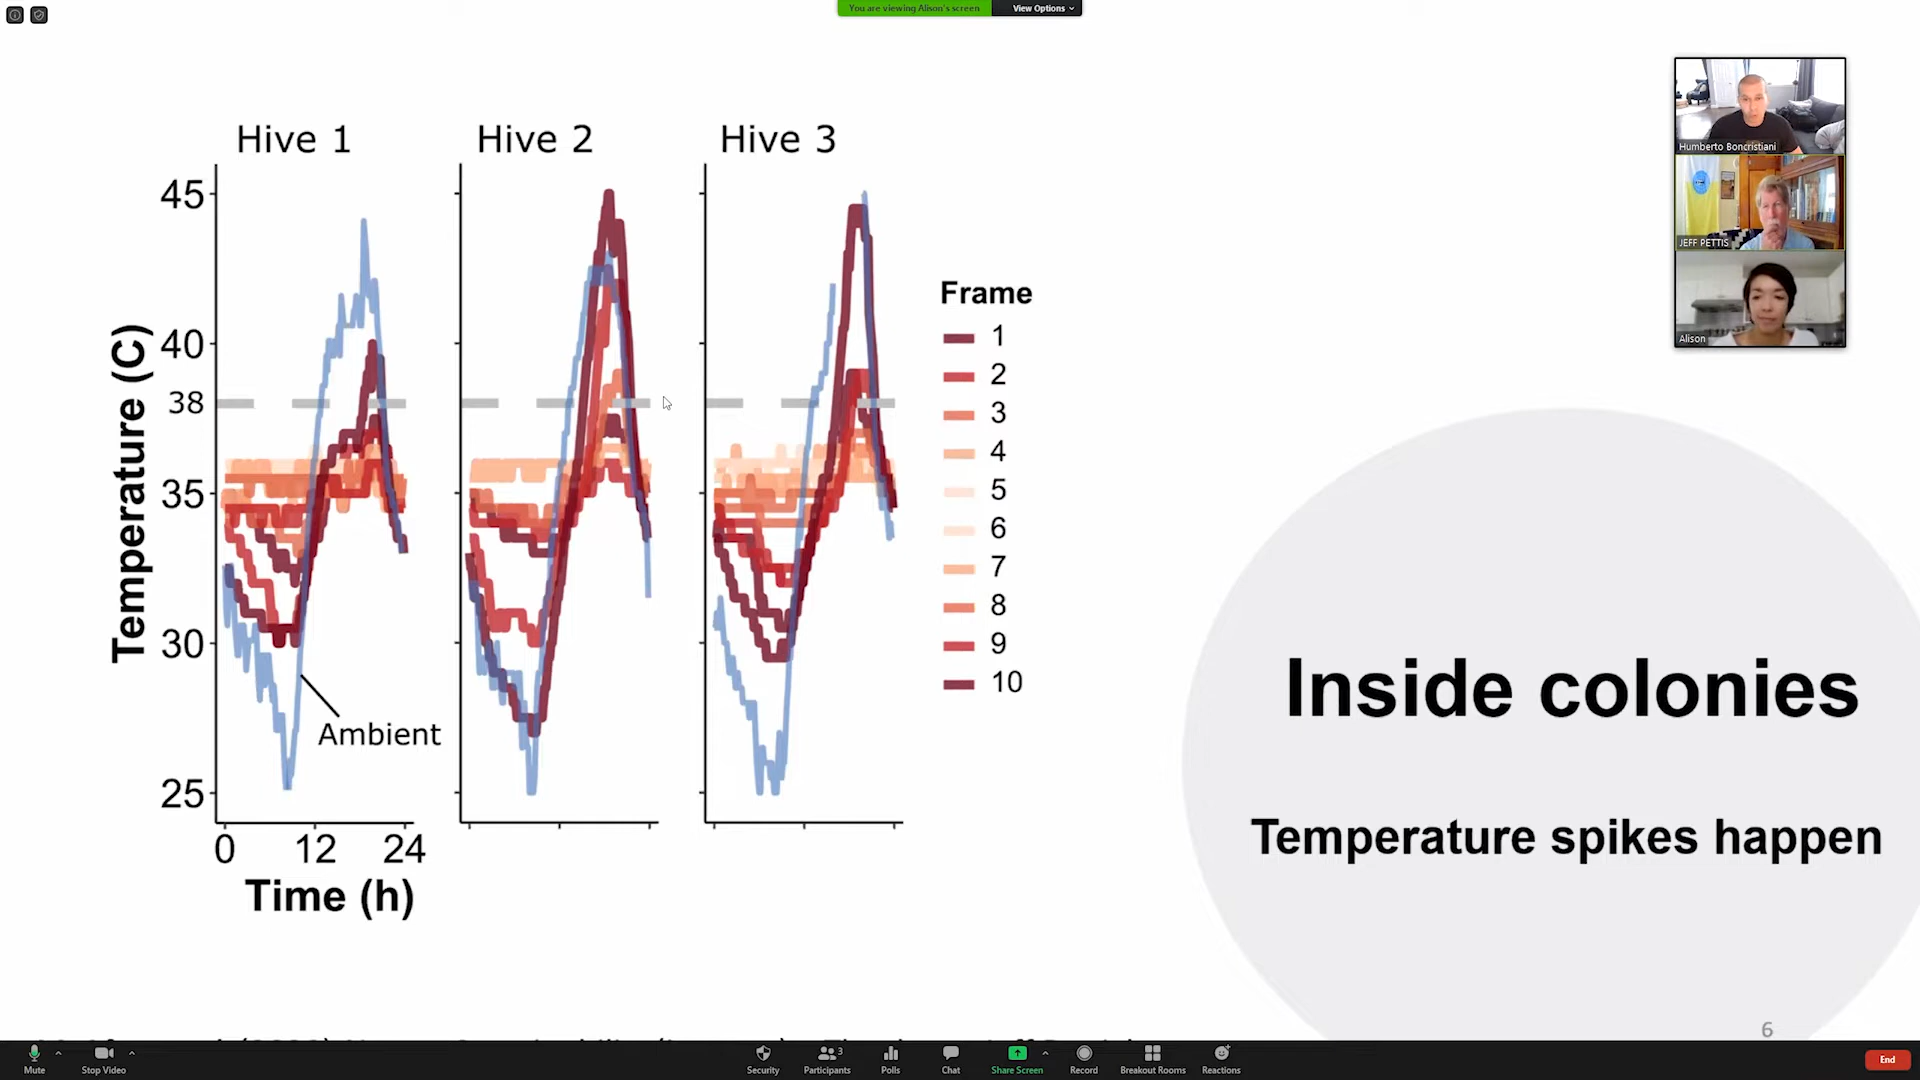 You are viewing Alison's screen
View Options
Hive 1
Hive 2
Hive 3
Humberto Boncristiani
JEFF PETTIS
Alison
Temperature (C)
45
40
38
35
30
25
Ambient
0 12 24
Time (h)
Frame
1
2
3
4
5
6
7
8
9
10
Inside colonies
Temperature spikes happen
6
Mute
Stop Video
Security
Participants 3
Polls
Chat
Share Screen
Record
Breakout Rooms
Reactions
End